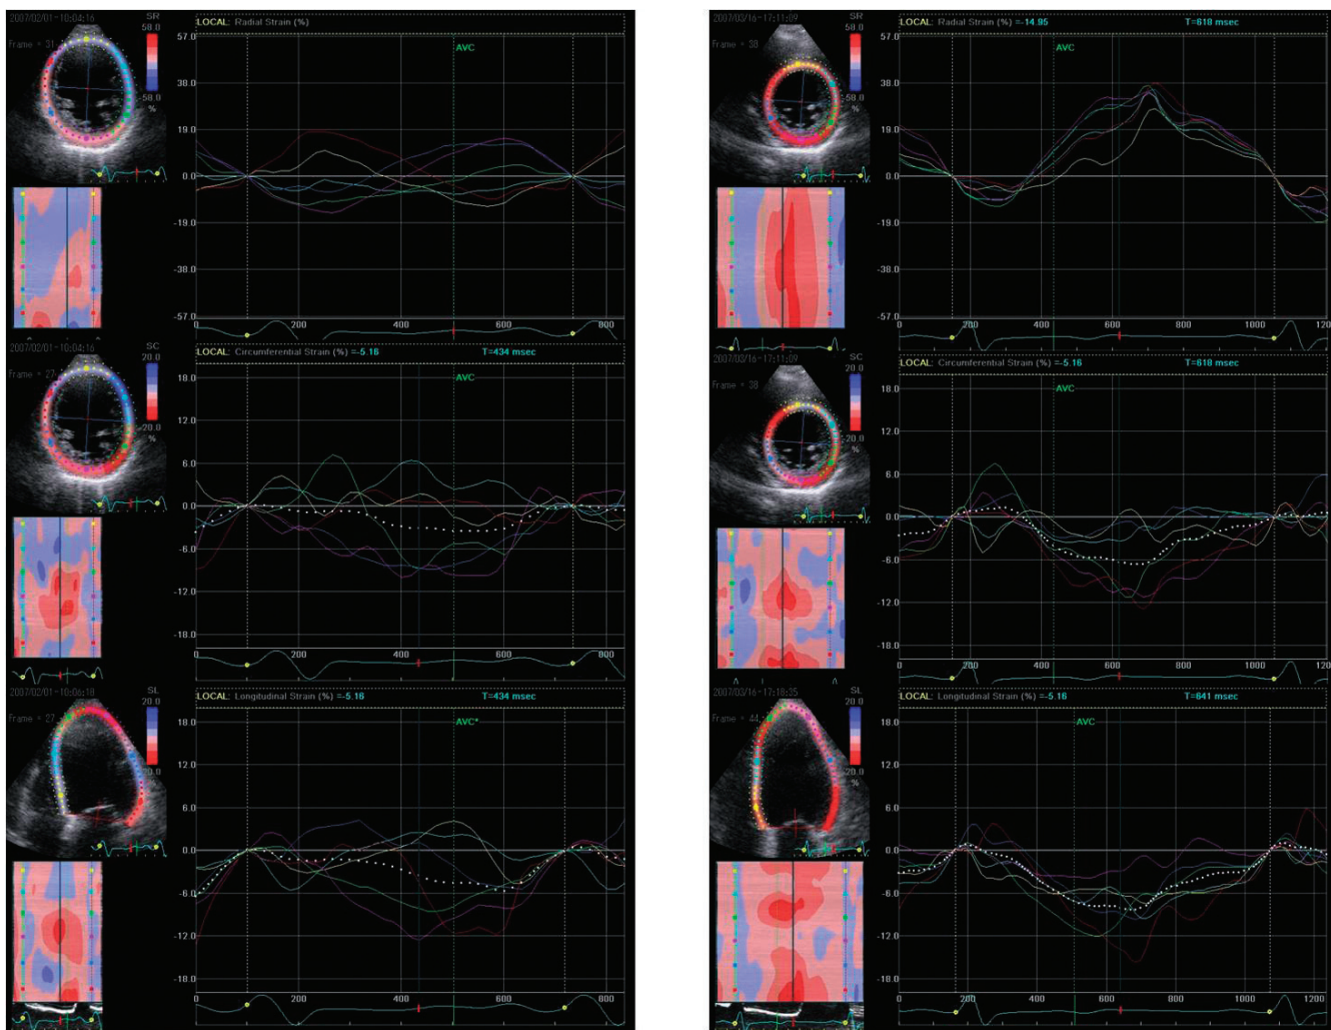 2007/02/01-10:04:16
SR
58.0
Frame = 31
-58.0
%
LOCAL: Radial Strain (%)
AVC
57.0
38.0
19.0
0.0
-19.0
-38.0
-57.0
0 200 400 600 800
2007/02/01-10:04:16
SC
20.0
Frame = 27
-20.0
%
LOCAL: Circumferential Strain (%) =-5.16 T=434 msec
AVC
18.0
12.0
6.0
0.0
-6.0
-12.0
-18.0
0 200 400 600 800
2007/02/01-10:06:18
SL
20.0
Frame = 27
-20.0
%
LOCAL: Longitudinal Strain (%) =-5.16 T=434 msec
AVC*
18.0
12.0
6.0
0.0
-6.0
-12.0
-18.0
0 200 400 600 800
2007/03/16-17:11:09
SR
58.0
Frame = 38
-58.0
%
LOCAL: Radial Strain (%) =-14.95 T=618 msec
AVC
57.0
38.0
19.0
0.0
-19.0
-38.0
-57.0
0 200 400 600 800 1000 1200
2007/03/16-17:11:09
SC
20.0
Frame = 38
-20.0
%
LOCAL: Circumferential Strain (%) =-5.16 T=618 msec
AVC
18.0
12.0
6.0
0.0
-6.0
-12.0
-18.0
0 200 400 600 800 1000 1200
2007/03/16-17:18:35
SL
20.0
Frame = 44
-20.0
%
LOCAL: Longitudinal Strain (%) =-5.16 T=641 msec
AVC
18.0
12.0
6.0
0.0
-6.0
-12.0
-18.0
0 200 400 600 800 1000 1200